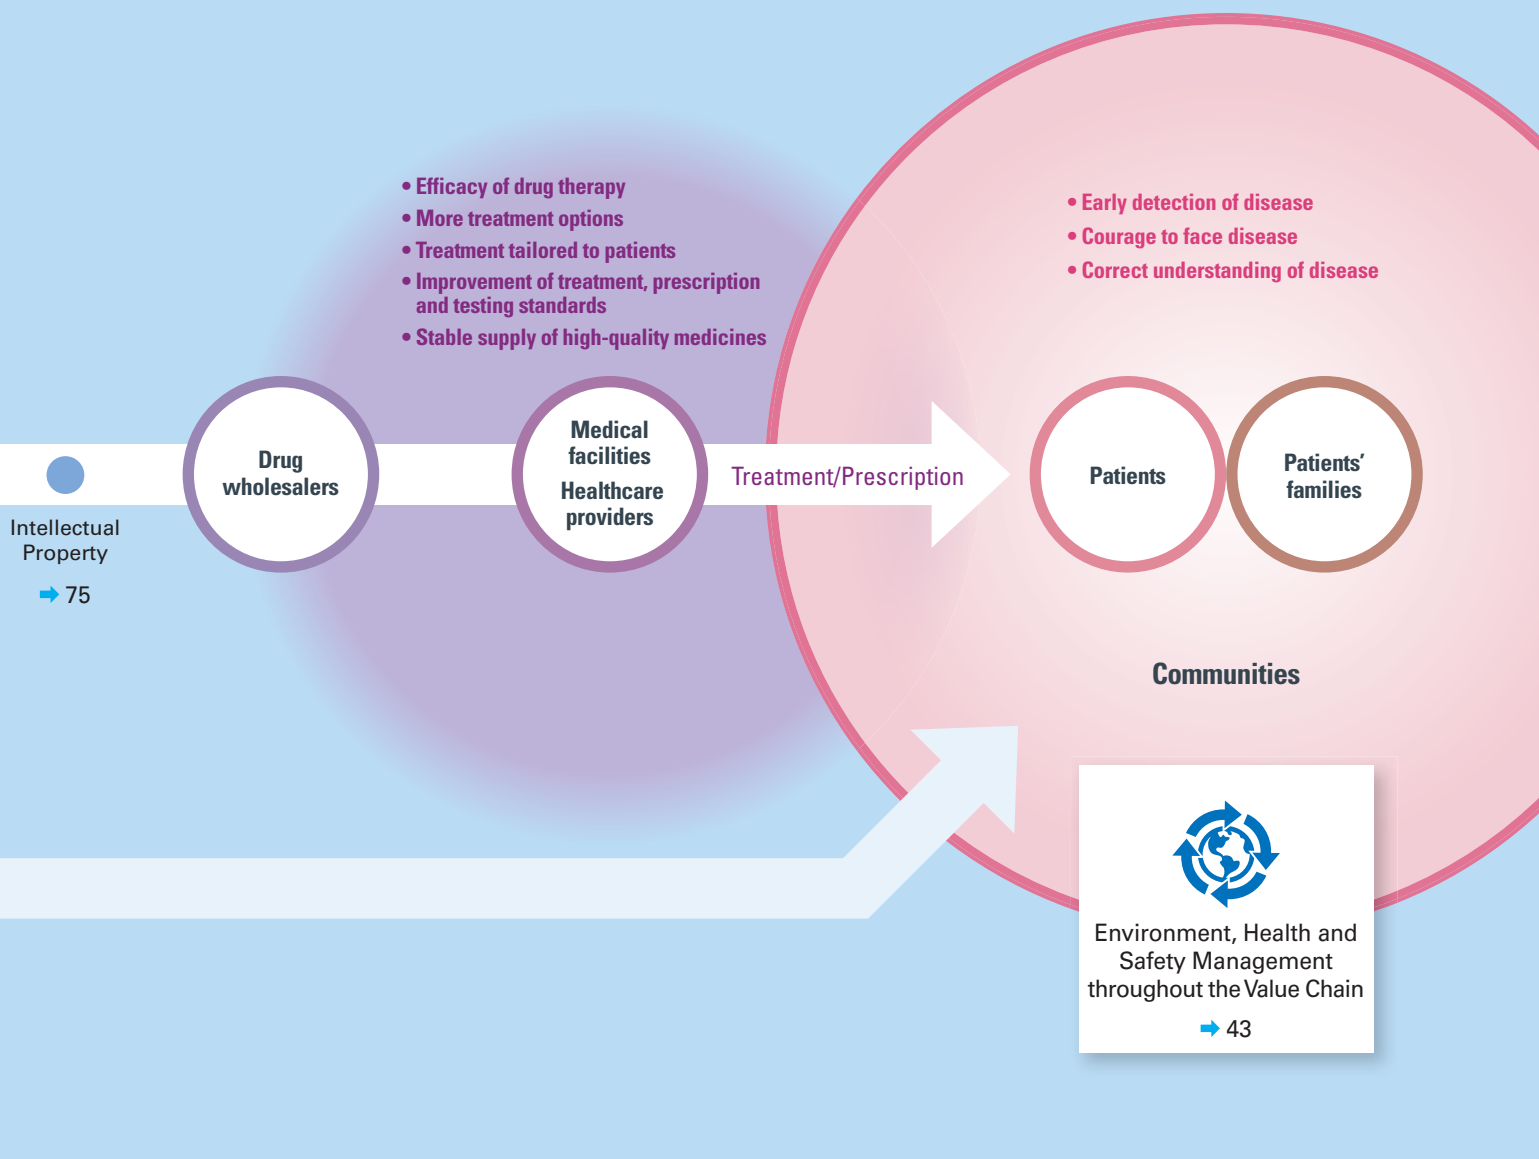 • Efficacy of drug therapy
• More treatment options
• Treatment tailored to patients
• Improvement of treatment, prescription
and testing standards
• Stable supply of high-quality medicines
• Early detection of disease
• Courage to face disease
• Correct understanding of disease
Intellectual
Property
➡ 75
Drug
wholesalers
Medical
facilities
Healthcare
providers
Treatment/Prescription
Patients
Patients’
families
Communities
Environment, Health and
Safety Management
throughout the Value Chain
➡ 43